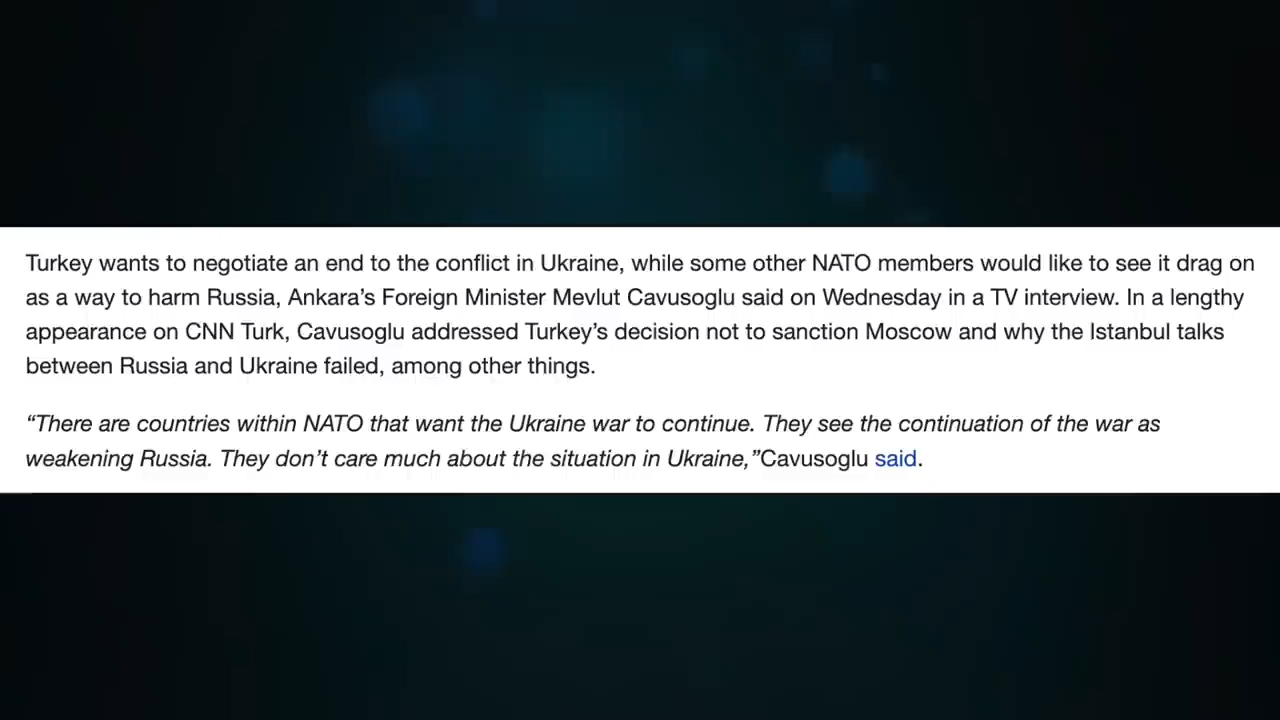 Turkey wants to negotiate an end to the conflict in Ukraine, while some other NATO members would like to see it drag on
as a way to harm Russia, Ankara’s Foreign Minister Mevlut Cavusoglu said on Wednesday in a TV interview. In a lengthy
appearance on CNN Turk, Cavusoglu addressed Turkey’s decision not to sanction Moscow and why the Istanbul talks
between Russia and Ukraine failed, among other things.
“There are countries within NATO that want the Ukraine war to continue. They see the continuation of the war as
weakening Russia. They don’t care much about the situation in Ukraine,”Cavusoglu said.